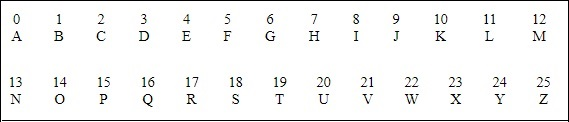 0 1 2 3 4 5 6 7 8 9 10 11 12
A B C D E F G H I J K L M
13 14 15 16 17 18 19 20 21 22 23 24 25
N O P Q R S T U V W X Y Z